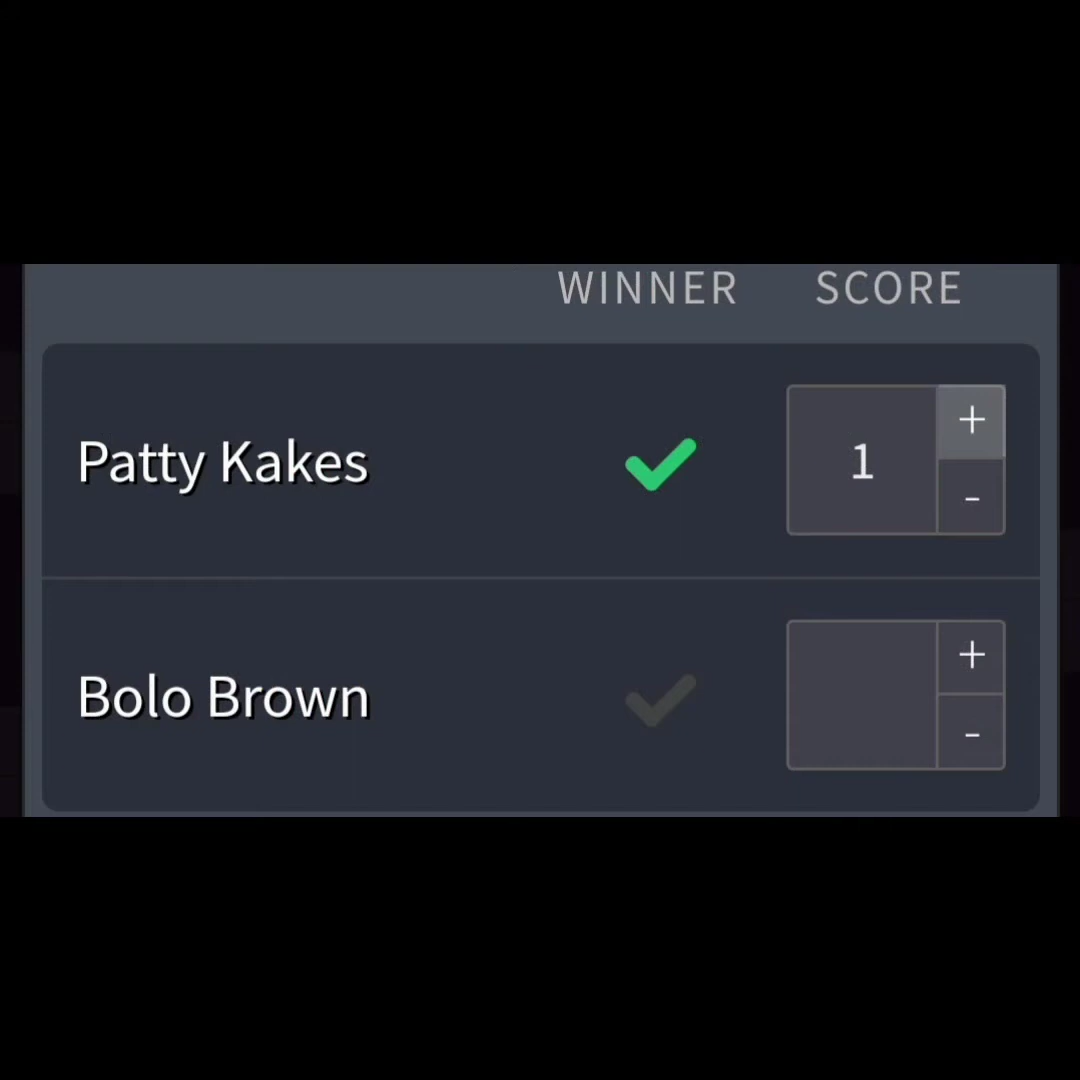 WINNER SCORE
Patty Kakes 1 +
-
Bolo Brown +
-